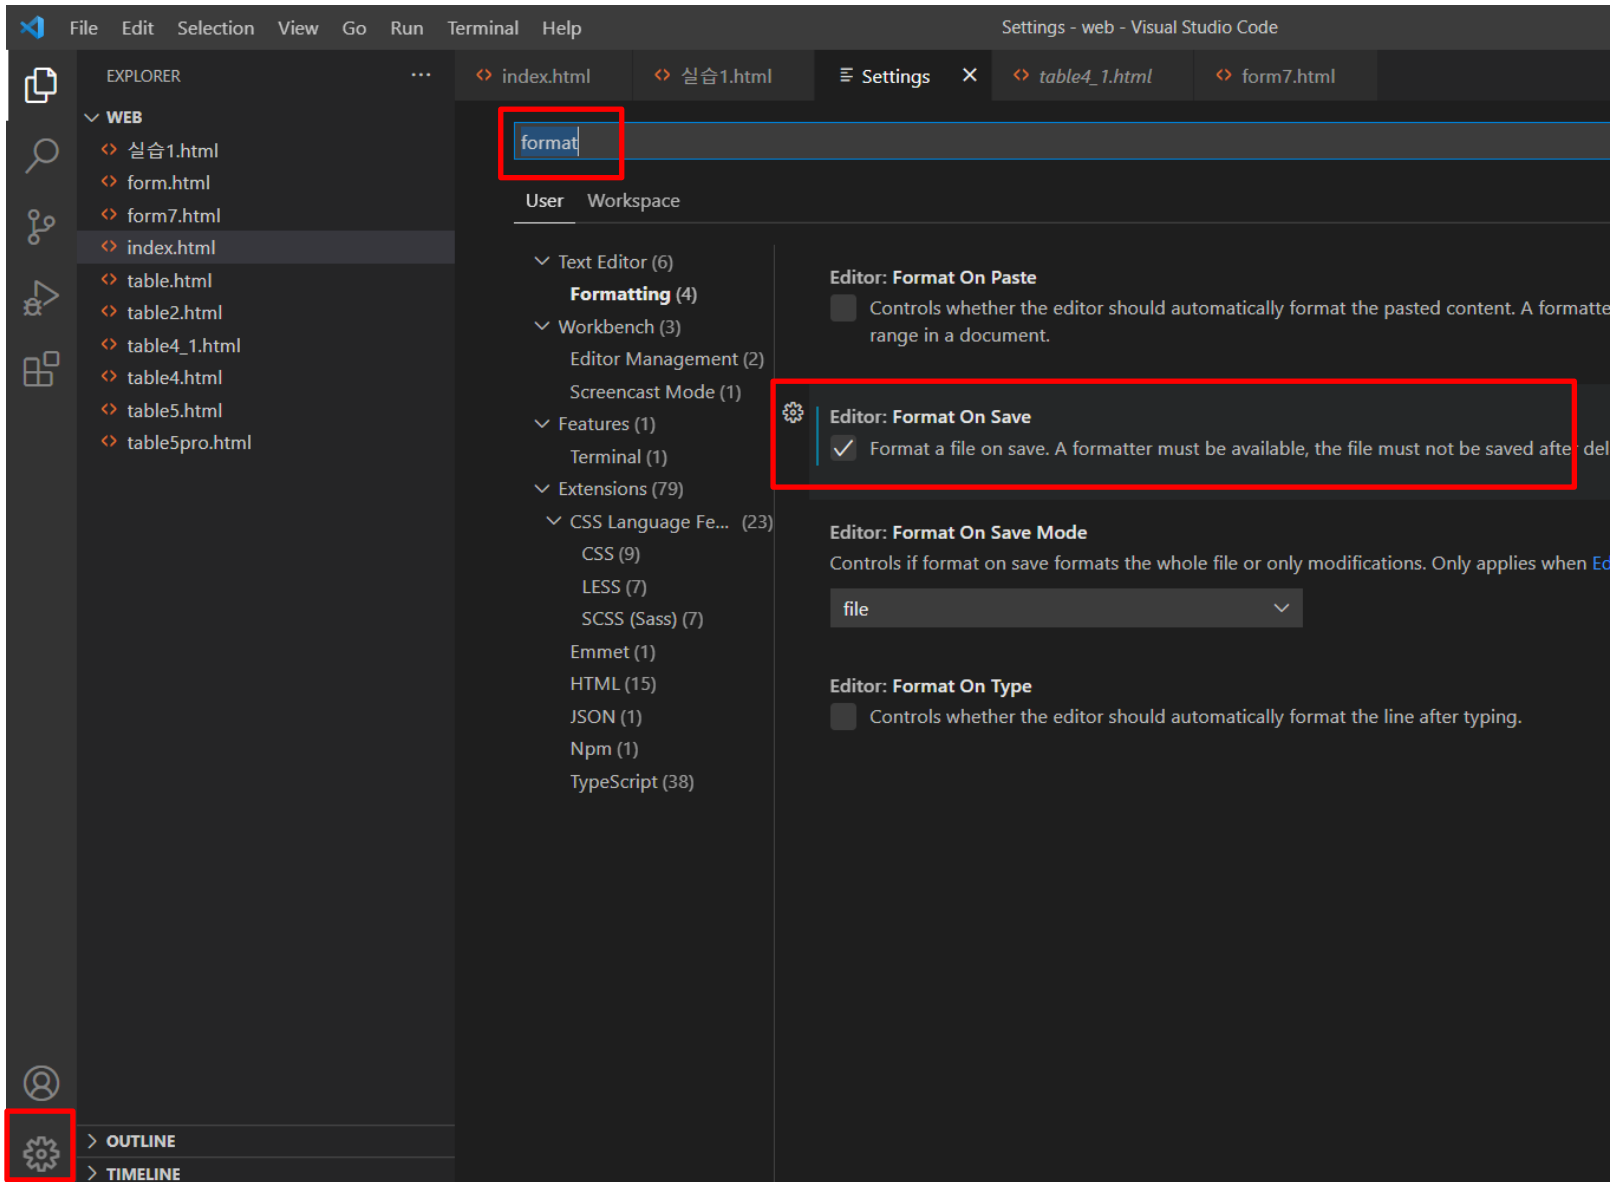 File Edit Selection View Go Run Terminal Help
Settings - web - Visual Studio Code
EXPLORER
index.html 실습1.html Settings table4_1.html form7.html
WEB
실습1.html
form.html
form7.html
index.html
table.html
table2.html
table4_1.html
table4.html
table5.html
table5pro.html
OUTLINE
TIMELINE
format
User Workspace
Text Editor (6)
Formatting (4)
Workbench (3)
Editor Management (2)
Screencast Mode (1)
Features (1)
Terminal (1)
Extensions (79)
CSS Language Fe... (23)
CSS (9)
LESS (7)
SCSS (Sass) (7)
Emmet (1)
HTML (15)
JSON (1)
Npm (1)
TypeScript (38)
Editor: Format On Paste
Controls whether the editor should automatically format the pasted content. A formatte
range in a document.
Editor: Format On Save
Format a file on save. A formatter must be available, the file must not be saved after del
Editor: Format On Save Mode
Controls if format on save formats the whole file or only modifications. Only applies when Ed
file
Editor: Format On Type
Controls whether the editor should automatically format the line after typing.